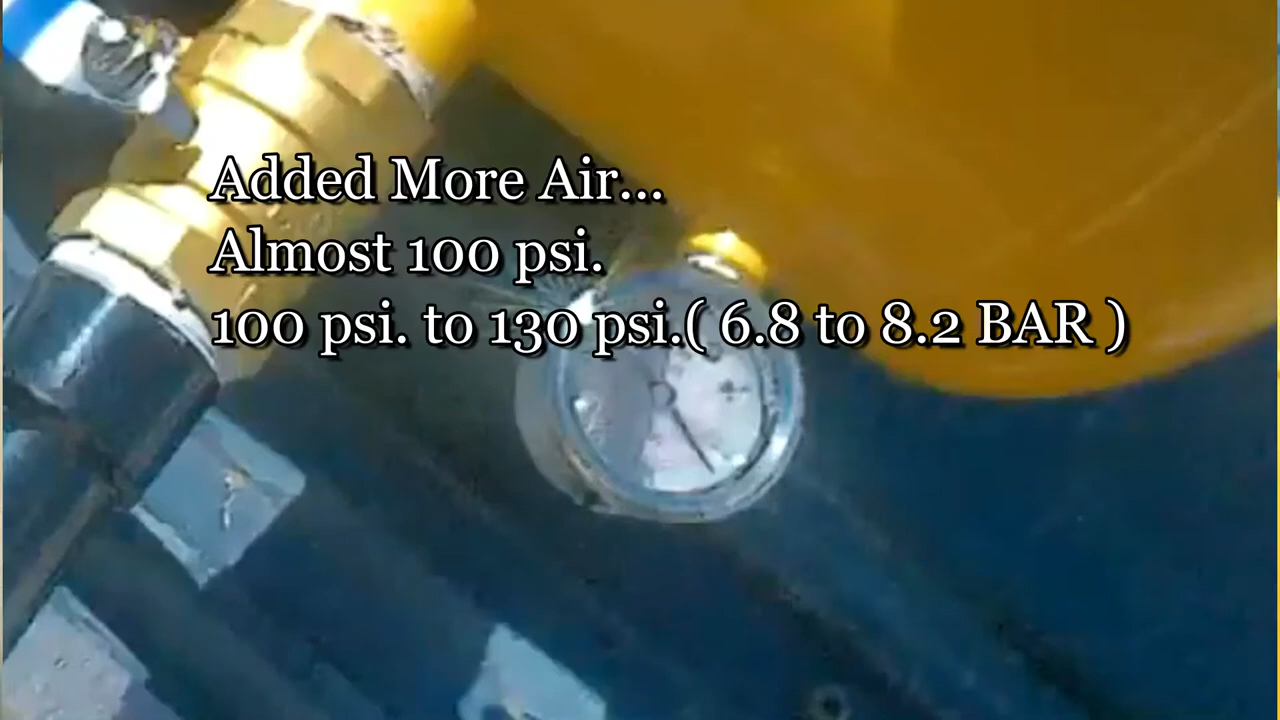 Added More Air...
Almost 100 psi.
100 psi. to 130 psi.( 6.8 to 8.2 BAR )